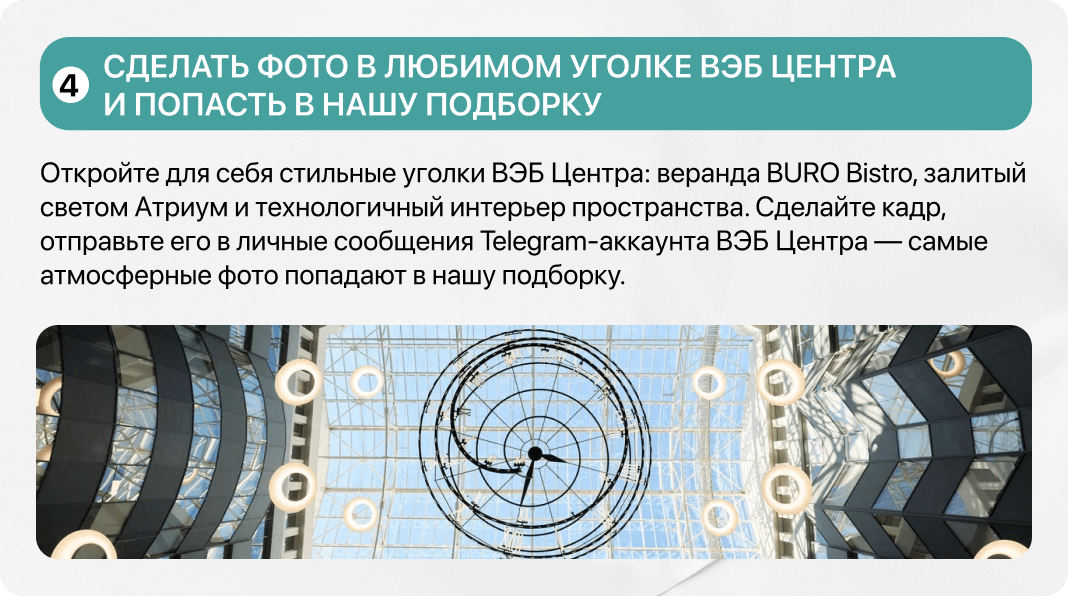 4
СДЕЛАТЬ ФОТО В ЛЮБИМОМ УГОЛКЕ ВЭБ ЦЕНТРА
И ПОПАСТЬ В НАШУ ПОДБОРКУ
Откройте для себя стильные уголки ВЭБ Центра: веранда BURO Bistro, залитый
светом Атриум и технологичный интерьер пространства. Сделайте кадр,
отправьте его в личные сообщения Telegram-аккаунта ВЭБ Центра — самые
атмосферные фото попадают в нашу подборку.